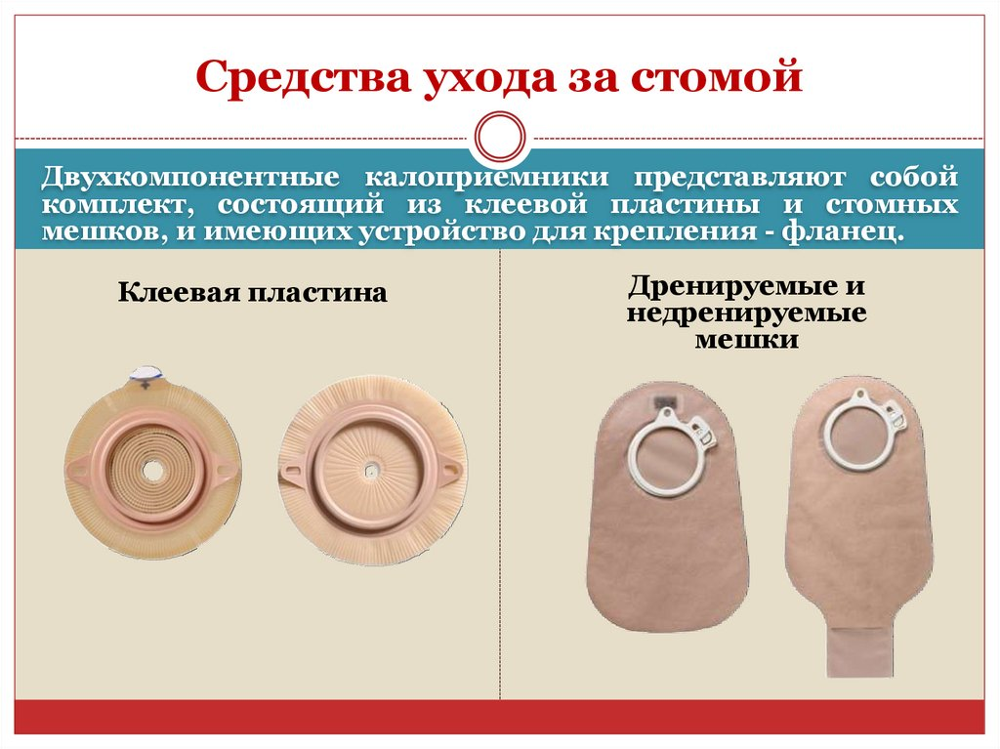 Средства ухода за стомой
Двухкомпонентные калоприемники представляют собой
комплект, состоящий из клеевой пластины и стомных
мешков, и имеющих устройство для крепления - фланец.
Клеевая пластина
Дренируемые и
недренируемые
мешки